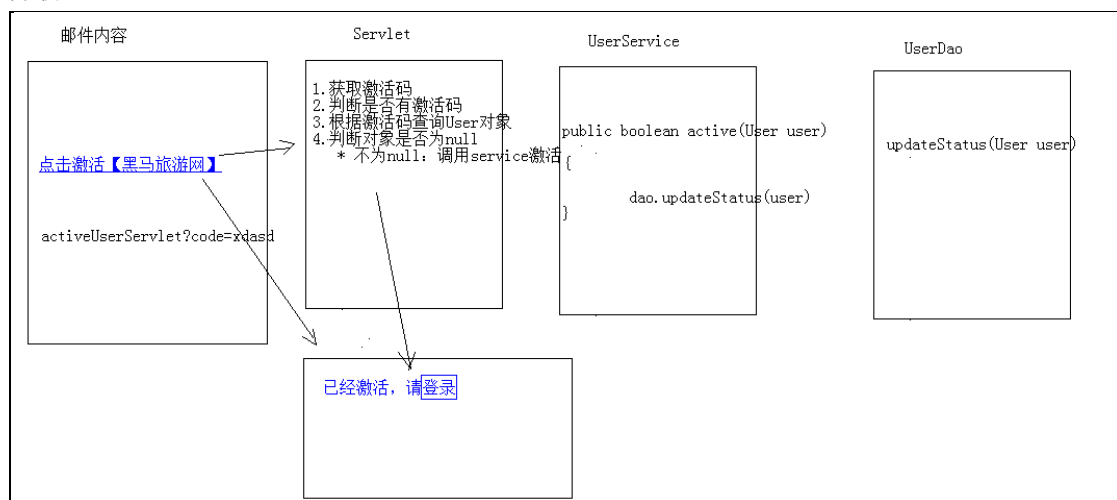 邮件内容
点击激活【黑马旅游网】
activeUserServlet?code=xdasd
Servlet
1.获取激活码
2.判断是否有激活码
3.根据激活码查询User对象
4.判断对象是否为null
* 不为null：调用service激活
UserService
public boolean active(User user)
{
dao.updateStatus(user)
}
UserDao
updateStatus(User user)
已经激活，请登录